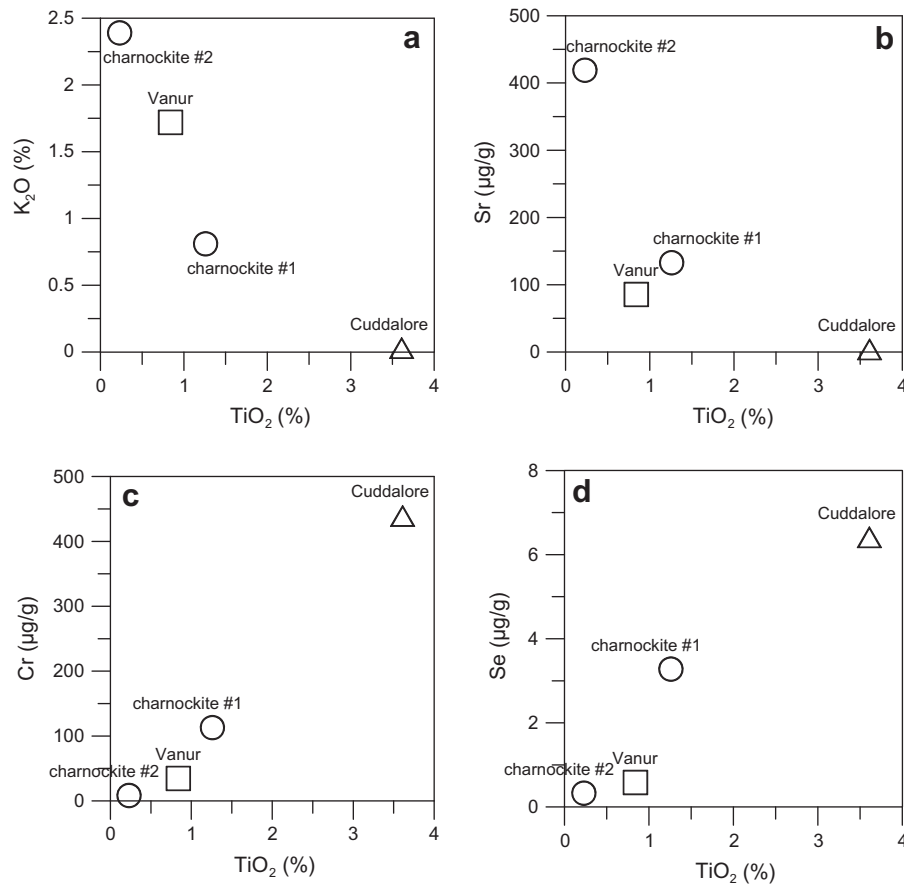 2.5
a
charnockite #2
2
Vanur
1.5
K₂O (%)
1
charnockite #1
0.5
Cuddalore
0
0 1 2 3 4
TiO₂ (%)
500
b
charnockite #2
400
300
Sr (µg/g)
200
charnockite #1
Vanur
100
Cuddalore
0
0 1 2 3 4
TiO₂ (%)
500
c
Cuddalore
400
300
Cr (µg/g)
200
charnockite #1
100
Vanur
charnockite #2
0
0 1 2 3 4
TiO₂ (%)
8
d
Cuddalore
6
Se (µg/g)
4
charnockite #1
2
Vanur
charnockite #2
0
0 1 2 3 4
TiO₂ (%)